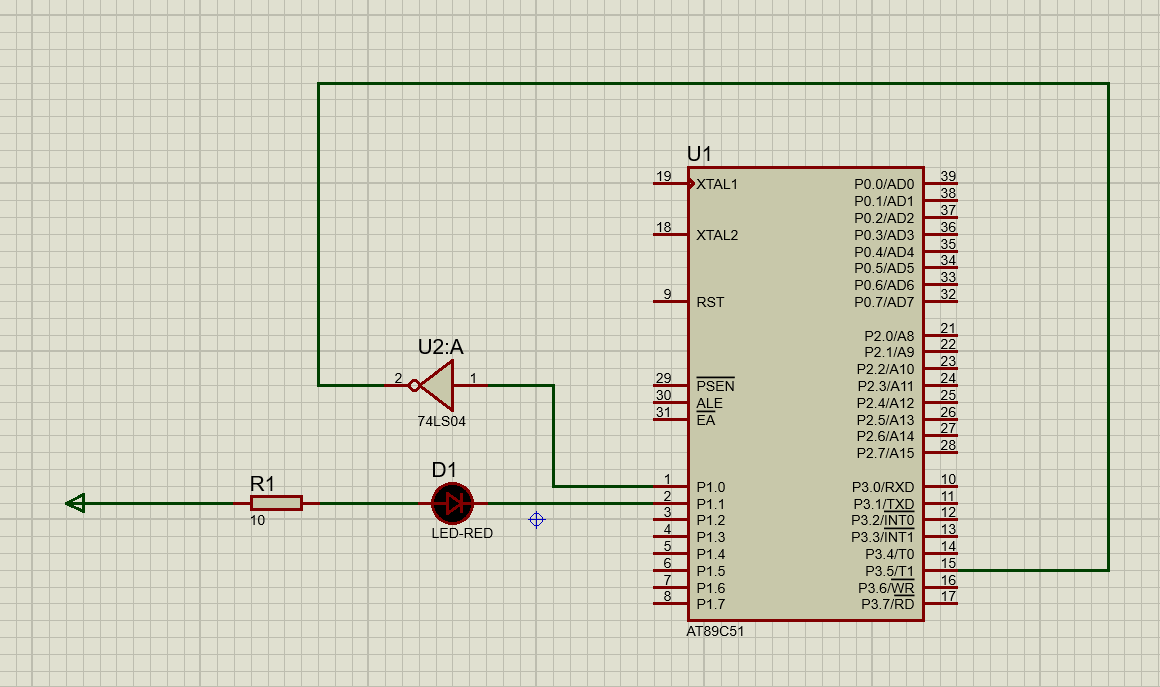 U1
19 XTAL1 P0.0/AD0 39
P0.1/AD1 38
P0.2/AD2 37
18 XTAL2 P0.3/AD3 36
P0.4/AD4 35
P0.5/AD5 34
P0.6/AD6 33
9 RST P0.7/AD7 32
P2.0/A8 21
U2:A
P2.1/A9 22
P2.2/A10 23
2 1
29 PSEN P2.3/A11 24
30 ALE P2.4/A12 25
74LS04
31 EA P2.5/A13 26
P2.6/A14 27
P2.7/A15 28
D1
R1
1 P1.0 P3.0/RXD 10
2 P1.1 P3.1/TXD 11
10
3 P1.2 P3.2/INT0 12
LED-RED
4 P1.3 P3.3/INT1 13
5 P1.4 P3.4/T0 14
6 P1.5 P3.5/T1 15
7 P1.6 P3.6/WR 16
8 P1.7 P3.7/RD 17
AT89C51